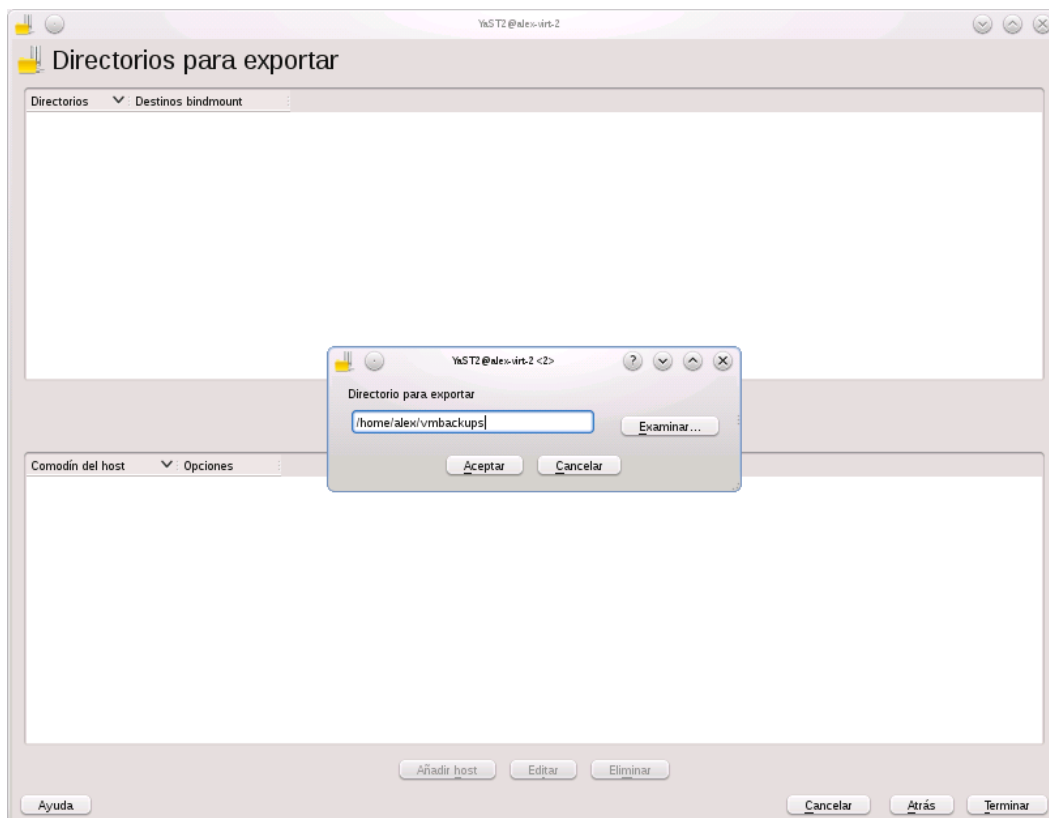 YaST2@alex-virt-2
Directorios para exportar
Directorios Destinos bindmount
YaST2@alex-virt-2 <2>
Directorio para exportar
/home/alex/vmbackups
Examinar...
Aceptar Cancelar
Comodín del host Opciones
Añadir host Editar Eliminar
Ayuda Cancelar Atrás Terminar